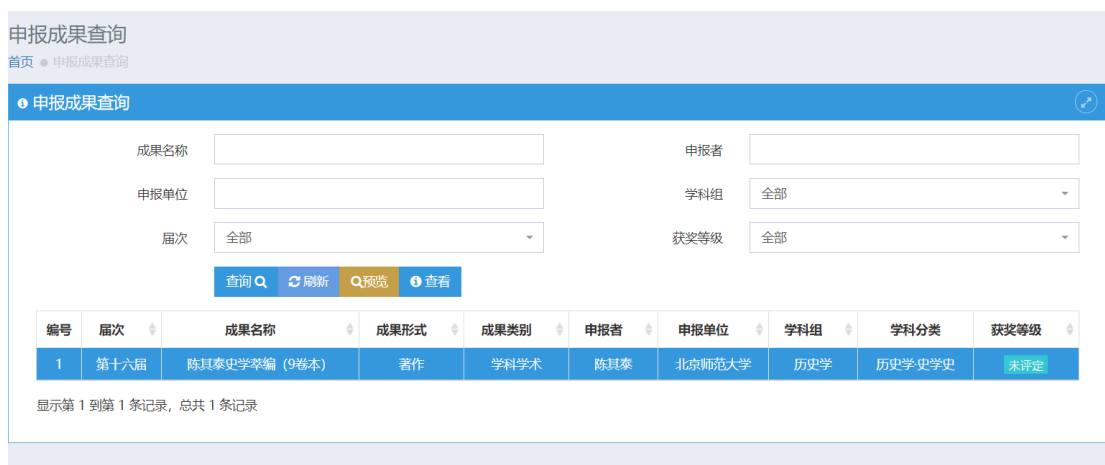 申报成果查询
首页 申报成果查询
申报成果查询
成果名称 申报者
申报单位 学科组 全部
届次 全部 获奖等级 全部
查询 刷新 预览 查看
编号 届次 成果名称 成果形式 成果类别 申报者 申报单位 学科组 学科分类 获奖等级
1 第十六届 陈其泰史学萃编（9卷本） 著作 学科学术 陈其泰 北京师范大学 历史学 历史学·史学史 未评定
显示第 1 到第 1 条记录，总共 1 条记录